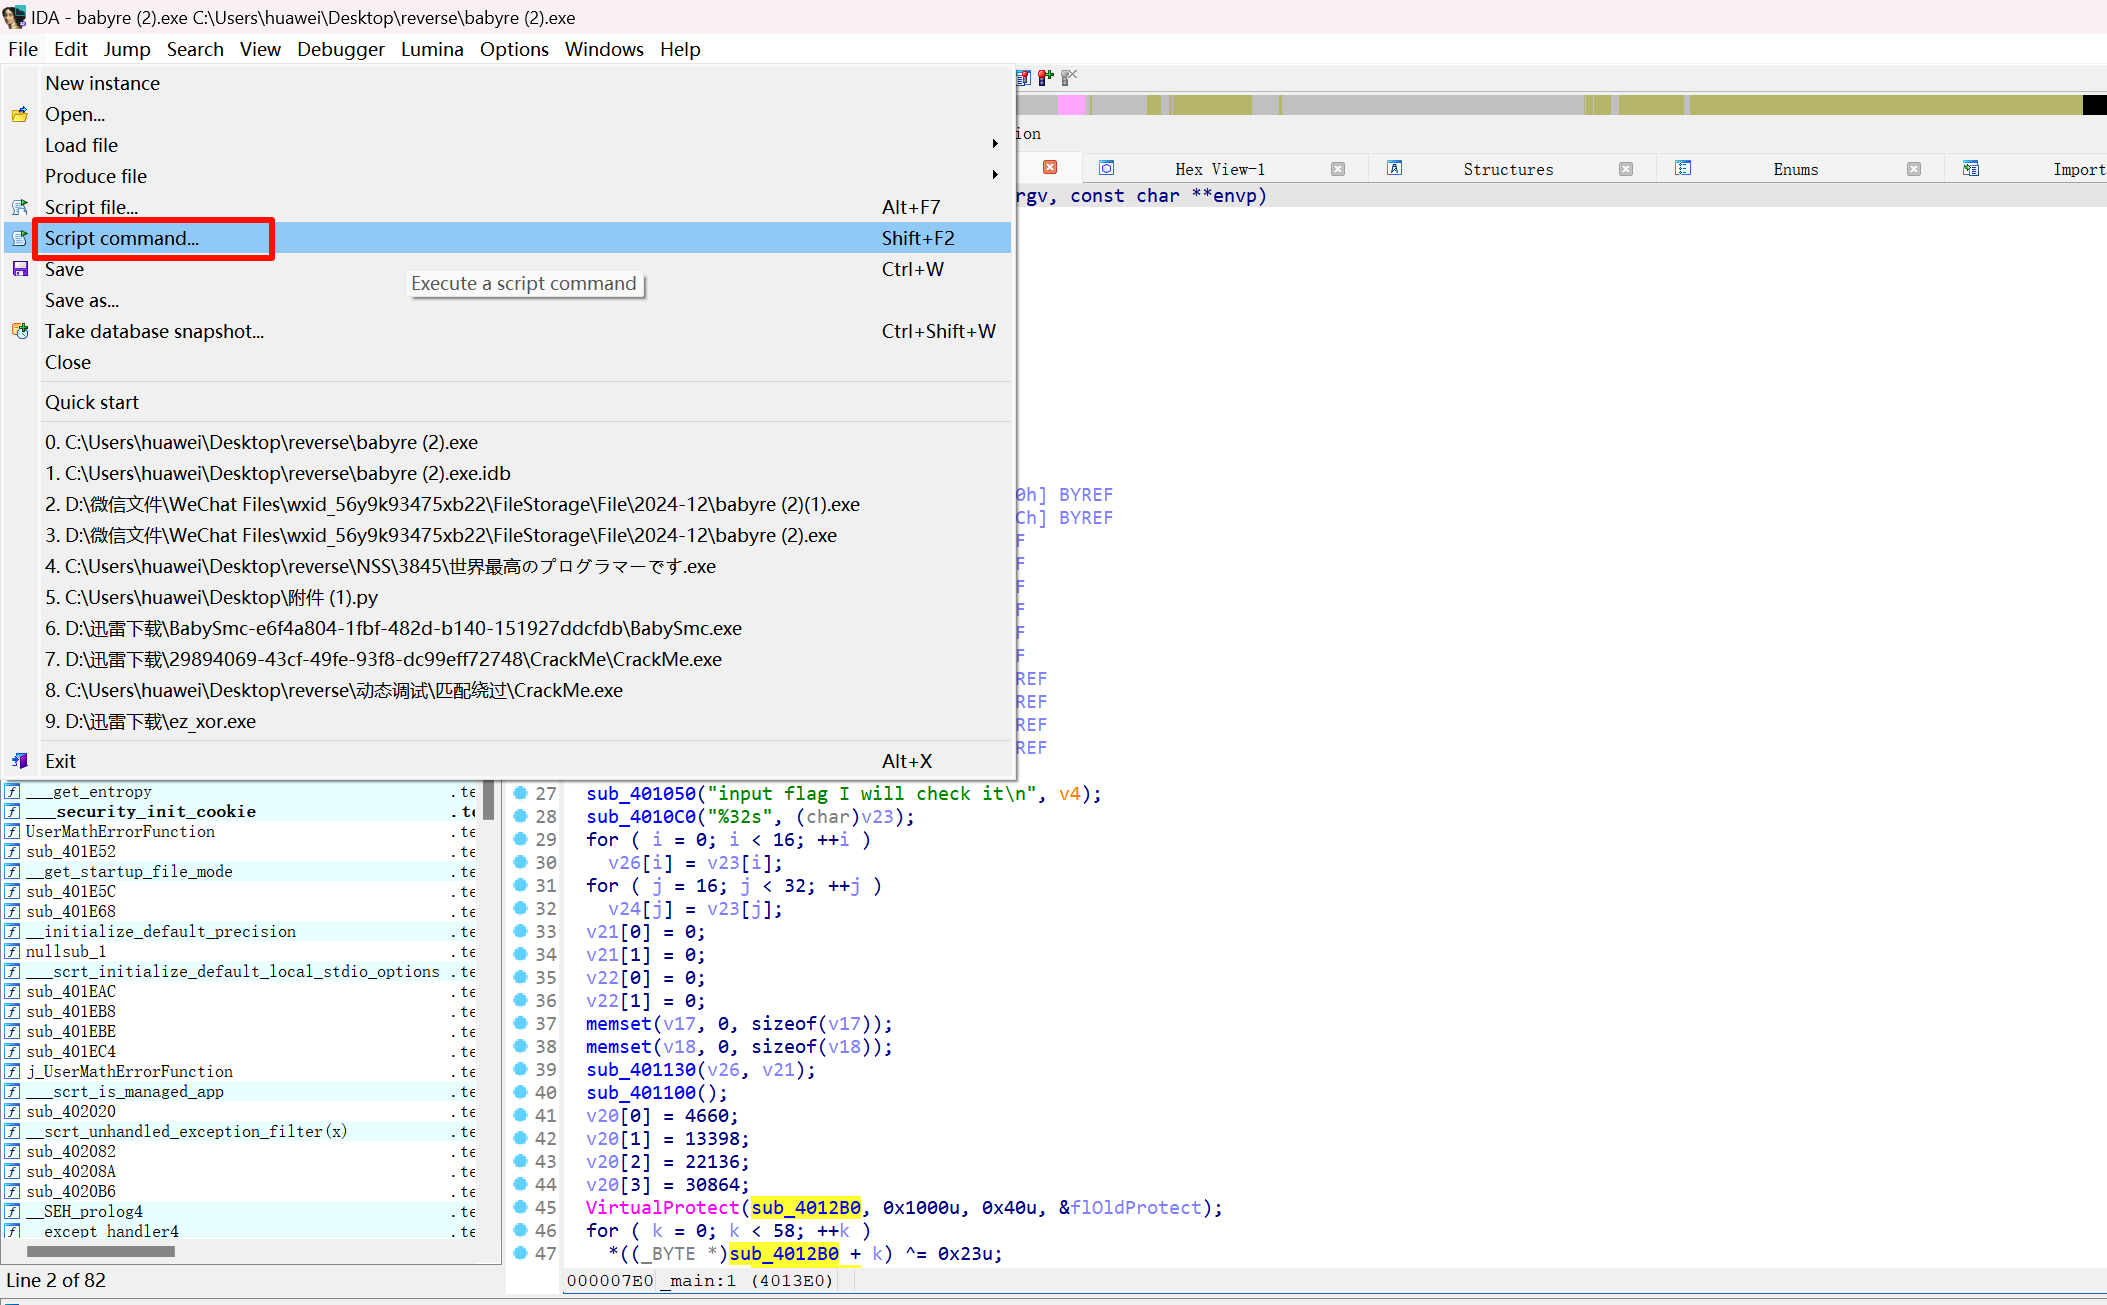 IDA - babyre (2).exe C:\Users\huawei\Desktop\reverse\babyre (2).exe
File Edit Jump Search View Debugger Lumina Options Windows Help
New instance
Open...
Load file
Produce file
Script file... Alt+F7
Script command... Shift+F2
Save Ctrl+W
Execute a script command
Save as...
Take database snapshot... Ctrl+Shift+W
Close
Quick start
0. C:\Users\huawei\Desktop\reverse\babyre (2).exe
1. C:\Users\huawei\Desktop\reverse\babyre (2).exe.idb
2. D:\微信文件\WeChat Files\wxid_56y9k93475xb22\FileStorage\File\2024-12\babyre (2)(1).exe
3. D:\微信文件\WeChat Files\wxid_56y9k93475xb22\FileStorage\File\2024-12\babyre (2).exe
4. C:\Users\huawei\Desktop\reverse\NSS\3845\世界最高のプログラマーです.exe
5. C:\Users\huawei\Desktop\附件 (1).py
6. D:\迅雷下载\BabySmc-e6f4a804-1fbf-482d-b140-151927ddcfdb\BabySmc.exe
7. D:\迅雷下载\29894069-43cf-49fe-93f8-dc99eff72748\CrackMe\CrackMe.exe
8. C:\Users\huawei\Desktop\reverse\动态调试\匹配绕过\CrackMe.exe
9. D:\迅雷下载\ez_xor.exe
Exit Alt+X
ion
Hex View-1 Structures Enums Import
rgv, const char **envp)
0h] BYREF
Ch] BYREF
F
F
F
F
F
F
REF
REF
REF
REF
___get_entropy .te
___security_init_cookie .te
UserMathErrorFunction .te
sub_401E52 .te
__get_startup_file_mode .te
sub_401E5C .te
sub_401E68 .te
__initialize_default_precision .te
nullsub_1 .te
___scrt_initialize_default_local_stdio_options .te
sub_401EAC .te
sub_401EB8 .te
sub_401EBE .te
sub_401EC4 .te
j_UserMathErrorFunction .te
___scrt_is_managed_app .te
sub_402020 .te
__scrt_unhandled_exception_filter(x) .te
sub_402082 .te
sub_40208A .te
sub_4020B6 .te
__SEH_prolog4 .te
__except_handler4 .te
Line 2 of 82
27 sub_401050("input flag I will check it\n", v4);
28 sub_4010C0("%32s", (char)v23);
29 for ( i = 0; i < 16; ++i )
30 v26[i] = v23[i];
31 for ( j = 16; j < 32; ++j )
32 v24[j] = v23[j];
33 v21[0] = 0;
34 v21[1] = 0;
35 v22[0] = 0;
36 v22[1] = 0;
37 memset(v17, 0, sizeof(v17));
38 memset(v18, 0, sizeof(v18));
39 sub_401130(v26, v21);
40 sub_401100();
41 v20[0] = 4660;
42 v20[1] = 13398;
43 v20[2] = 22136;
44 v20[3] = 30864;
45 VirtualProtect(sub_4012B0, 0x1000u, 0x40u, &flOldProtect);
46 for ( k = 0; k < 58; ++k )
47 *((_BYTE *)sub_4012B0 + k) ^= 0x23u;
000007E0 _main:1 (4013E0)